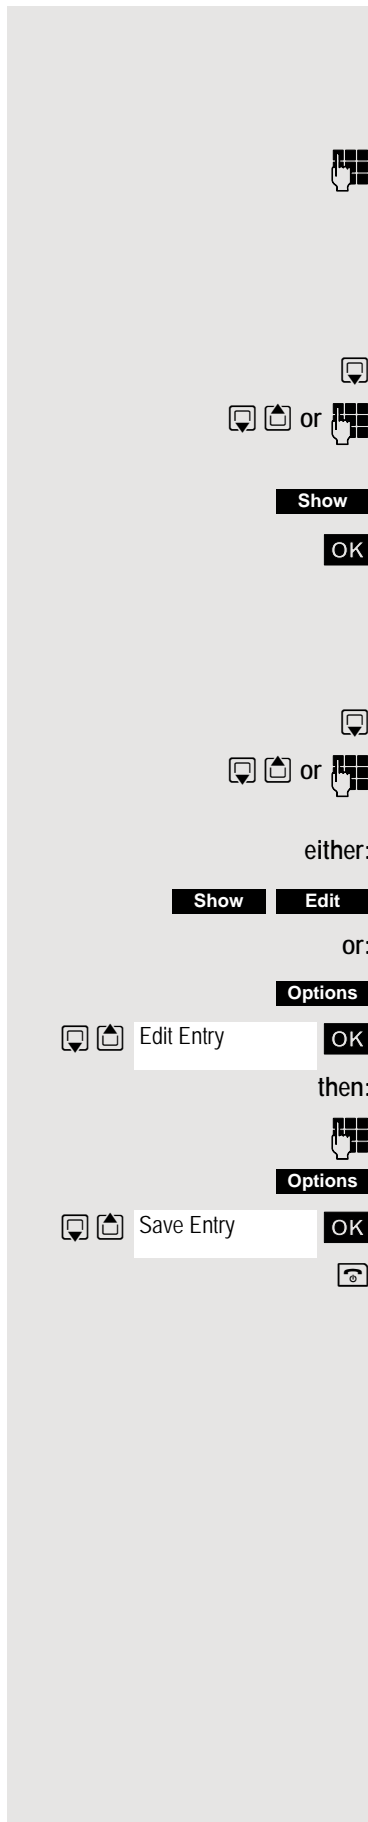 or
Show
OK
or
either:
Show Edit
or:
Options
Edit Entry OK
then:
Options
Save Entry OK